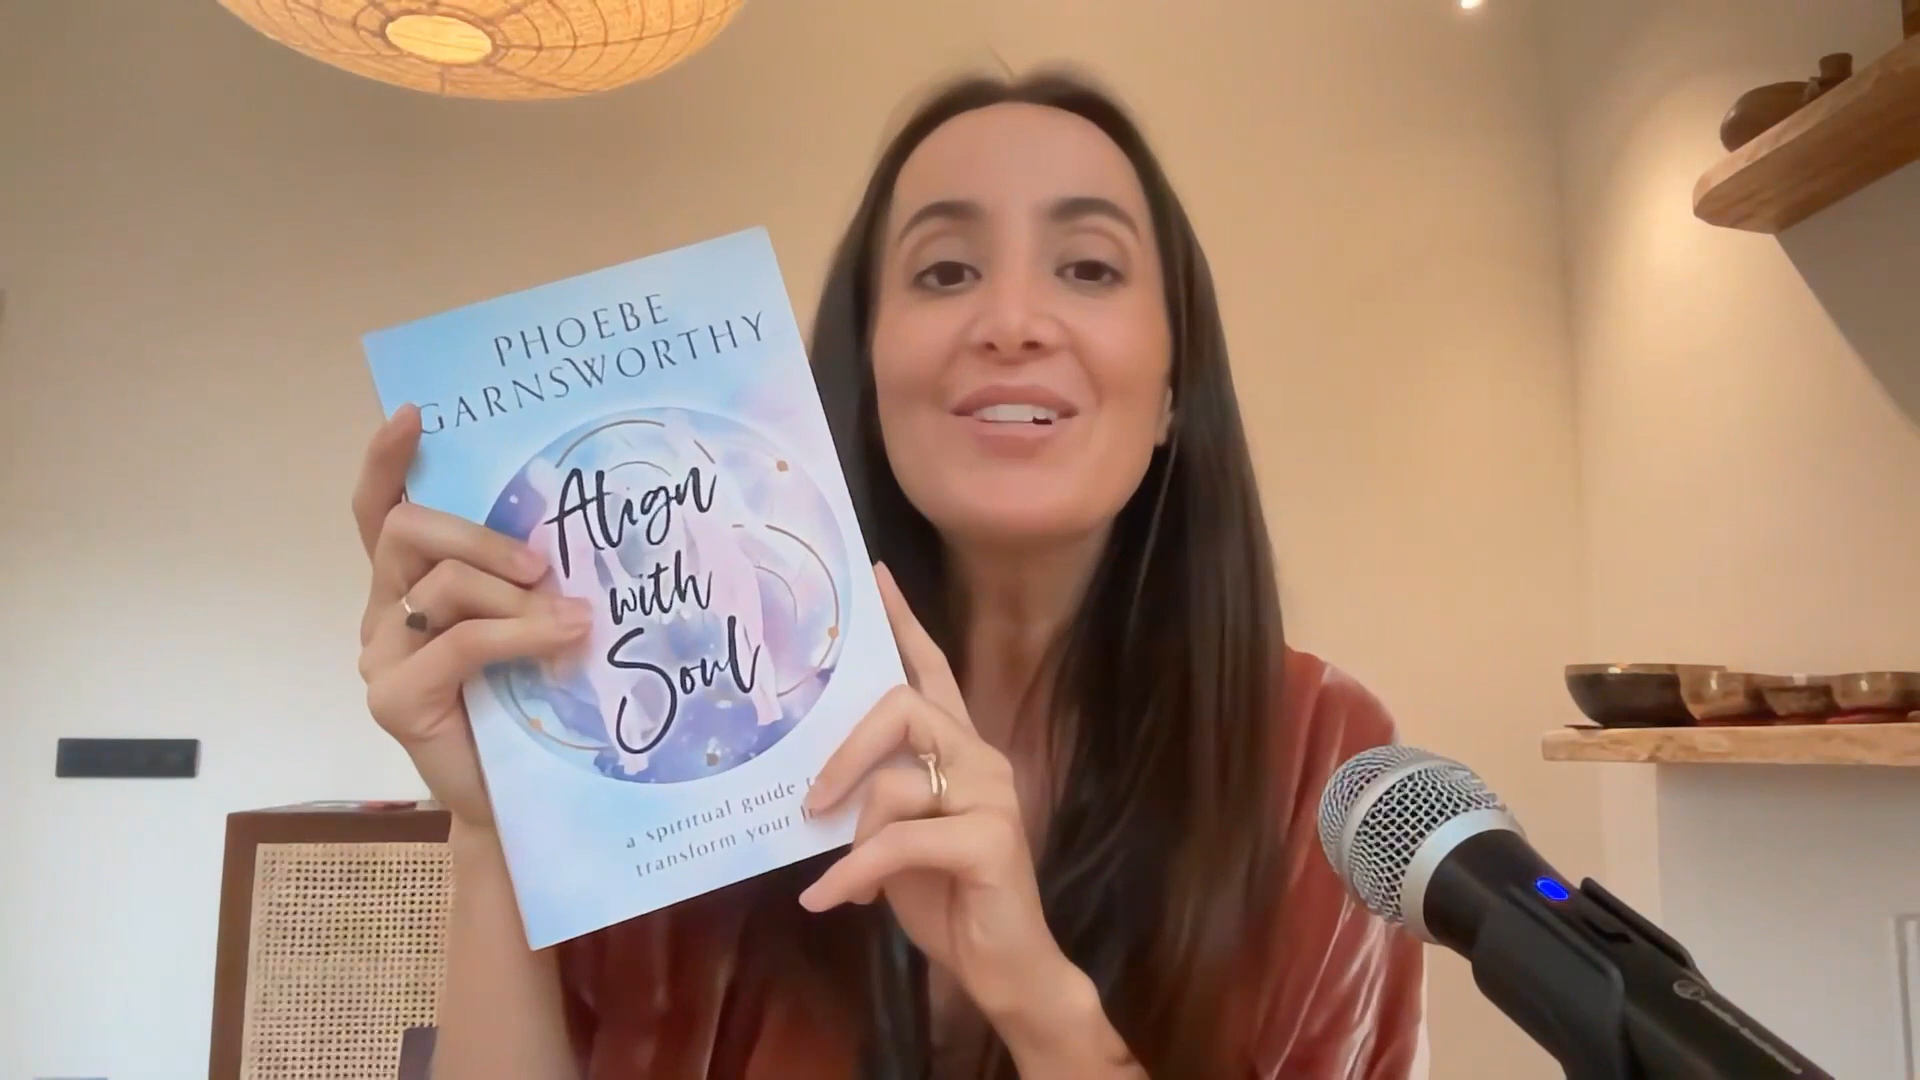 PHOEBE
GARNSWORTHY
Align
with
Soul
a spiritual guide
transform your